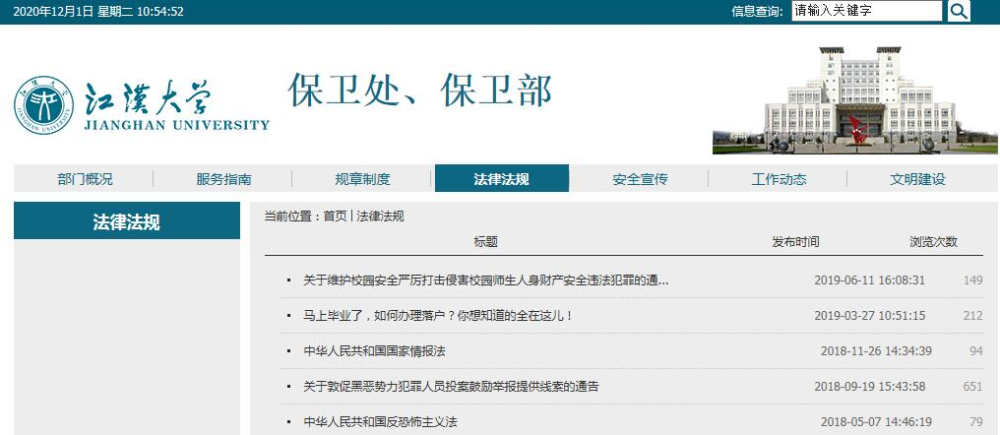 2020年12月1日 星期二 10:54:52 信息查询: 请输入关键字
江汉大学 保卫处、保卫部
JIANGHAN UNIVERSITY
部门概况 服务指南 规章制度 法律法规 安全宣传 工作动态 文明建设
法律法规
当前位置：首页 | 法律法规
标题 发布时间 浏览次数
关于维护校园安全严厉打击侵害校园师生人身财产安全违法犯罪的通... 2019-06-11 16:08:31 149
马上毕业了，如何办理落户？你想知道的全在这儿！ 2019-03-27 10:51:15 212
中华人民共和国国家情报法 2018-11-26 14:34:39 94
关于敦促黑恶势力犯罪人员投案鼓励举报提供线索的通告 2018-09-19 15:43:58 651
中华人民共和国反恐怖主义法 2018-05-07 14:46:19 79